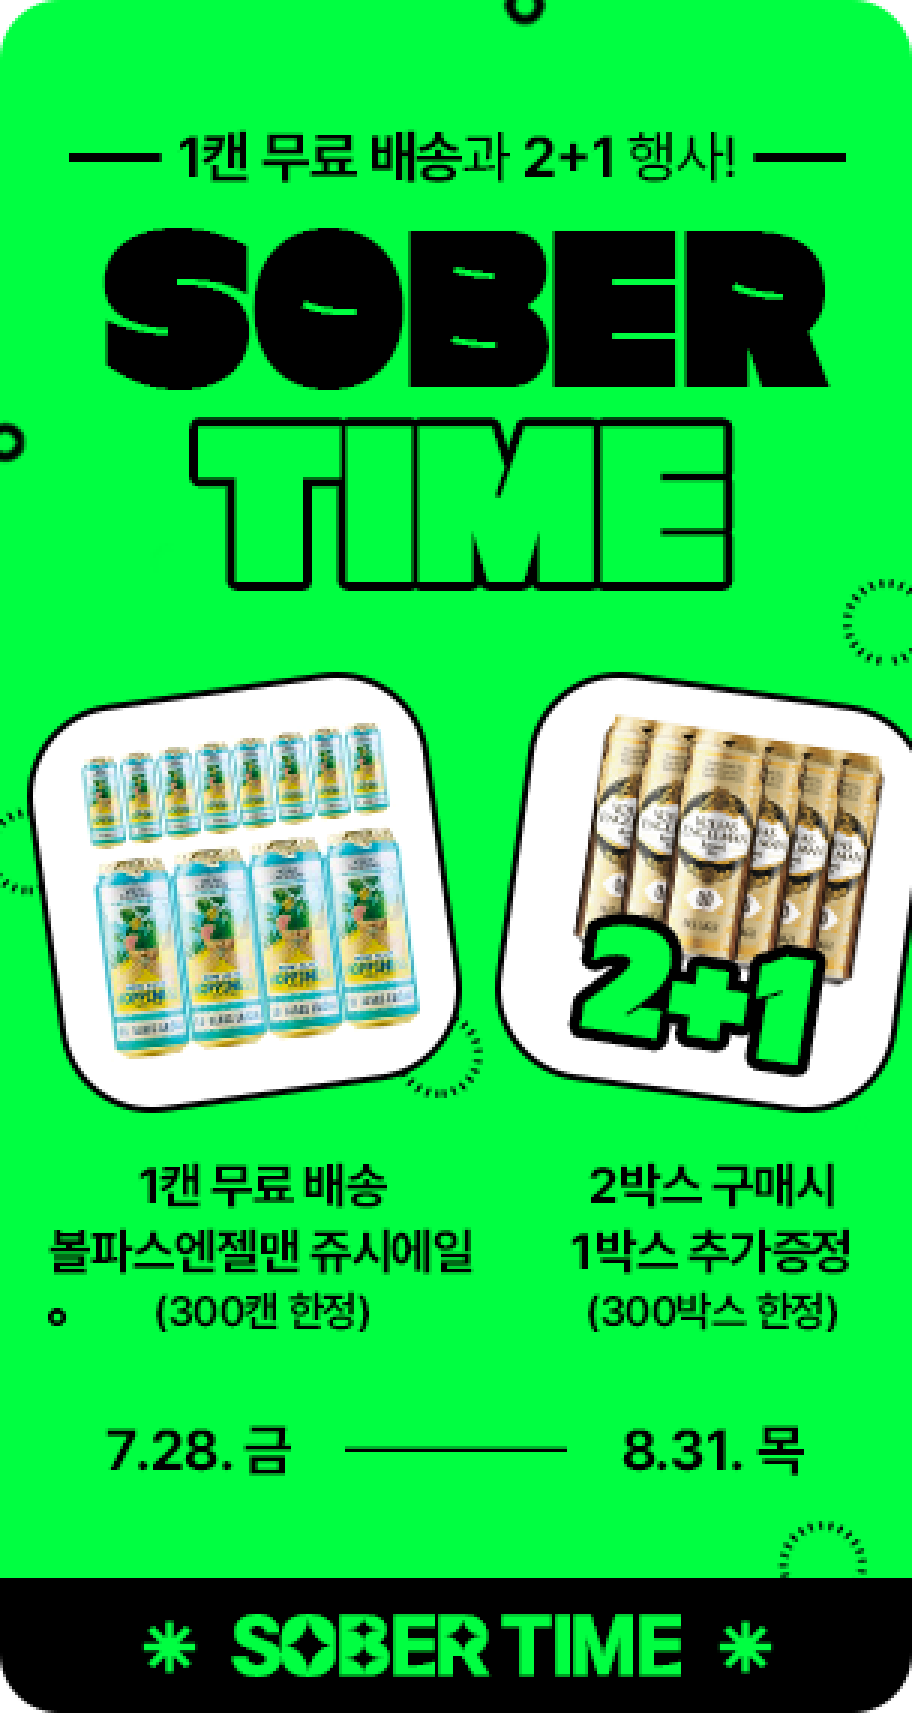 1캔 무료 배송과 2+1 행사!
SOBER
TIME
2+1
1캔 무료 배송
볼파스엔젤맨 쥬시에일
(300캔 한정)
2박스 구매시
1박스 추가증정
(300박스 한정)
7.28. 금
8.31. 목
SOBER TIME